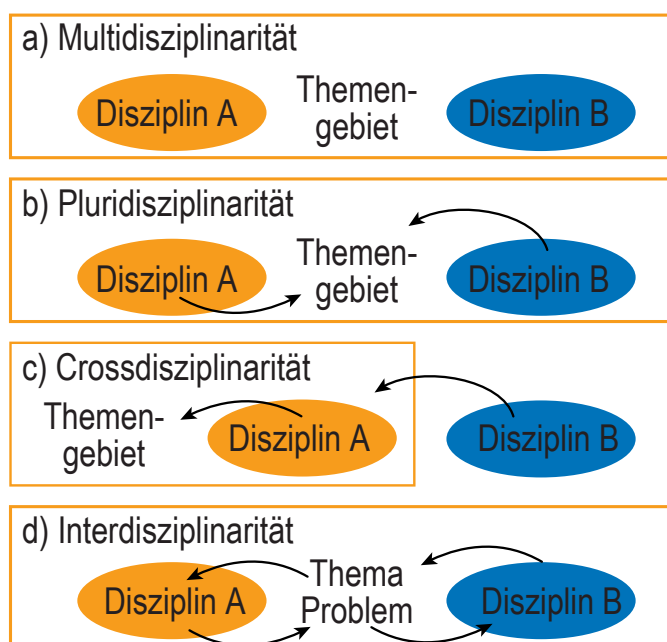 a) Multidisziplinarität
Disziplin A
Themen-
gebiet
Disziplin B
b) Pluridisziplinarität
Disziplin A
Themen-
gebiet
Disziplin B
c) Crossdisziplinarität
Themen-
gebiet
Disziplin A
Disziplin B
d) Interdisziplinarität
Disziplin A
Thema
Problem
Disziplin B